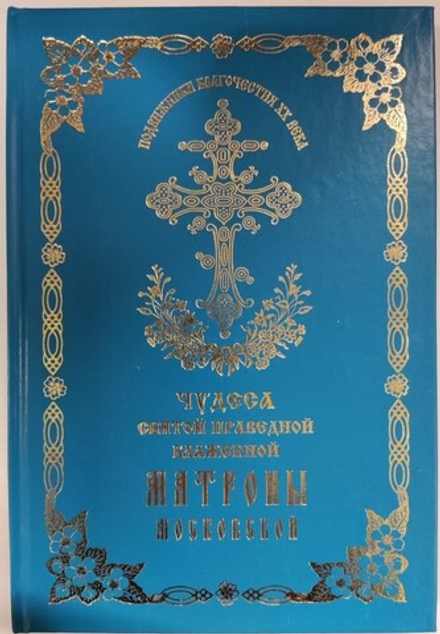 ПОДВИЖНИКИ БЛАГОЧЕСТИЯ XX ВЕКА
ЧУДЕСА
СВЯТОЙ ПРАВЕДНОЙ
БЛАЖЕННОЙ
МАТРОНЫ
МОСКОВСКОЙ